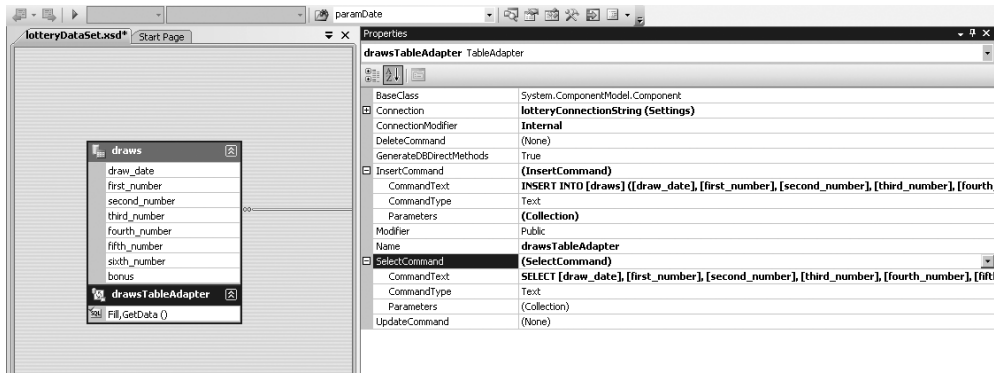 paramDate
lotteryDataSet.xsd* Start Page
Properties
drawsTableAdapter TableAdapter
BaseClass System.ComponentModel.Component
Connection lotteryConnectionString (Settings)
ConnectionModifier Internal
DeleteCommand (None)
GenerateDBDirectMethods True
InsertCommand (InsertCommand)
CommandText INSERT INTO [draws] ([draw_date], [first_number], [second_number], [third_number], [fourth_
CommandType Text
Parameters (Collection)
Modifier Public
Name drawsTableAdapter
SelectCommand (SelectCommand)
CommandText SELECT [draw_date], [first_number], [second_number], [third_number], [fourth_number], [fift
CommandType Text
Parameters (Collection)
UpdateCommand (None)
draws
draw_date
first_number
second_number
third_number
fourth_number
fifth_number
sixth_number
bonus
drawsTableAdapter
SQL Fill,GetData ()